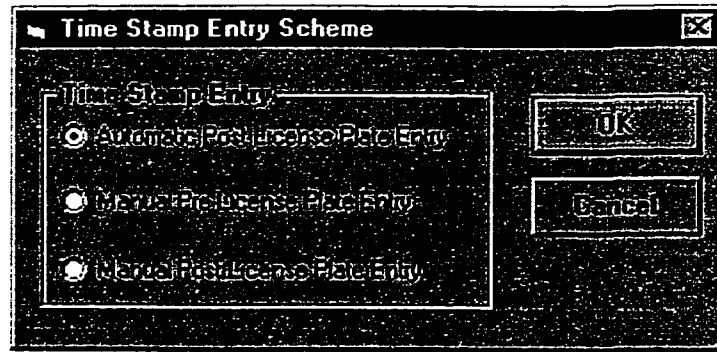 Time Stamp Entry Scheme
Time Stamp Entry
Automatic Post License Plate Entry
OK
Manual Pre License Plate Entry
Cancel
Manual Post License Plate Entry